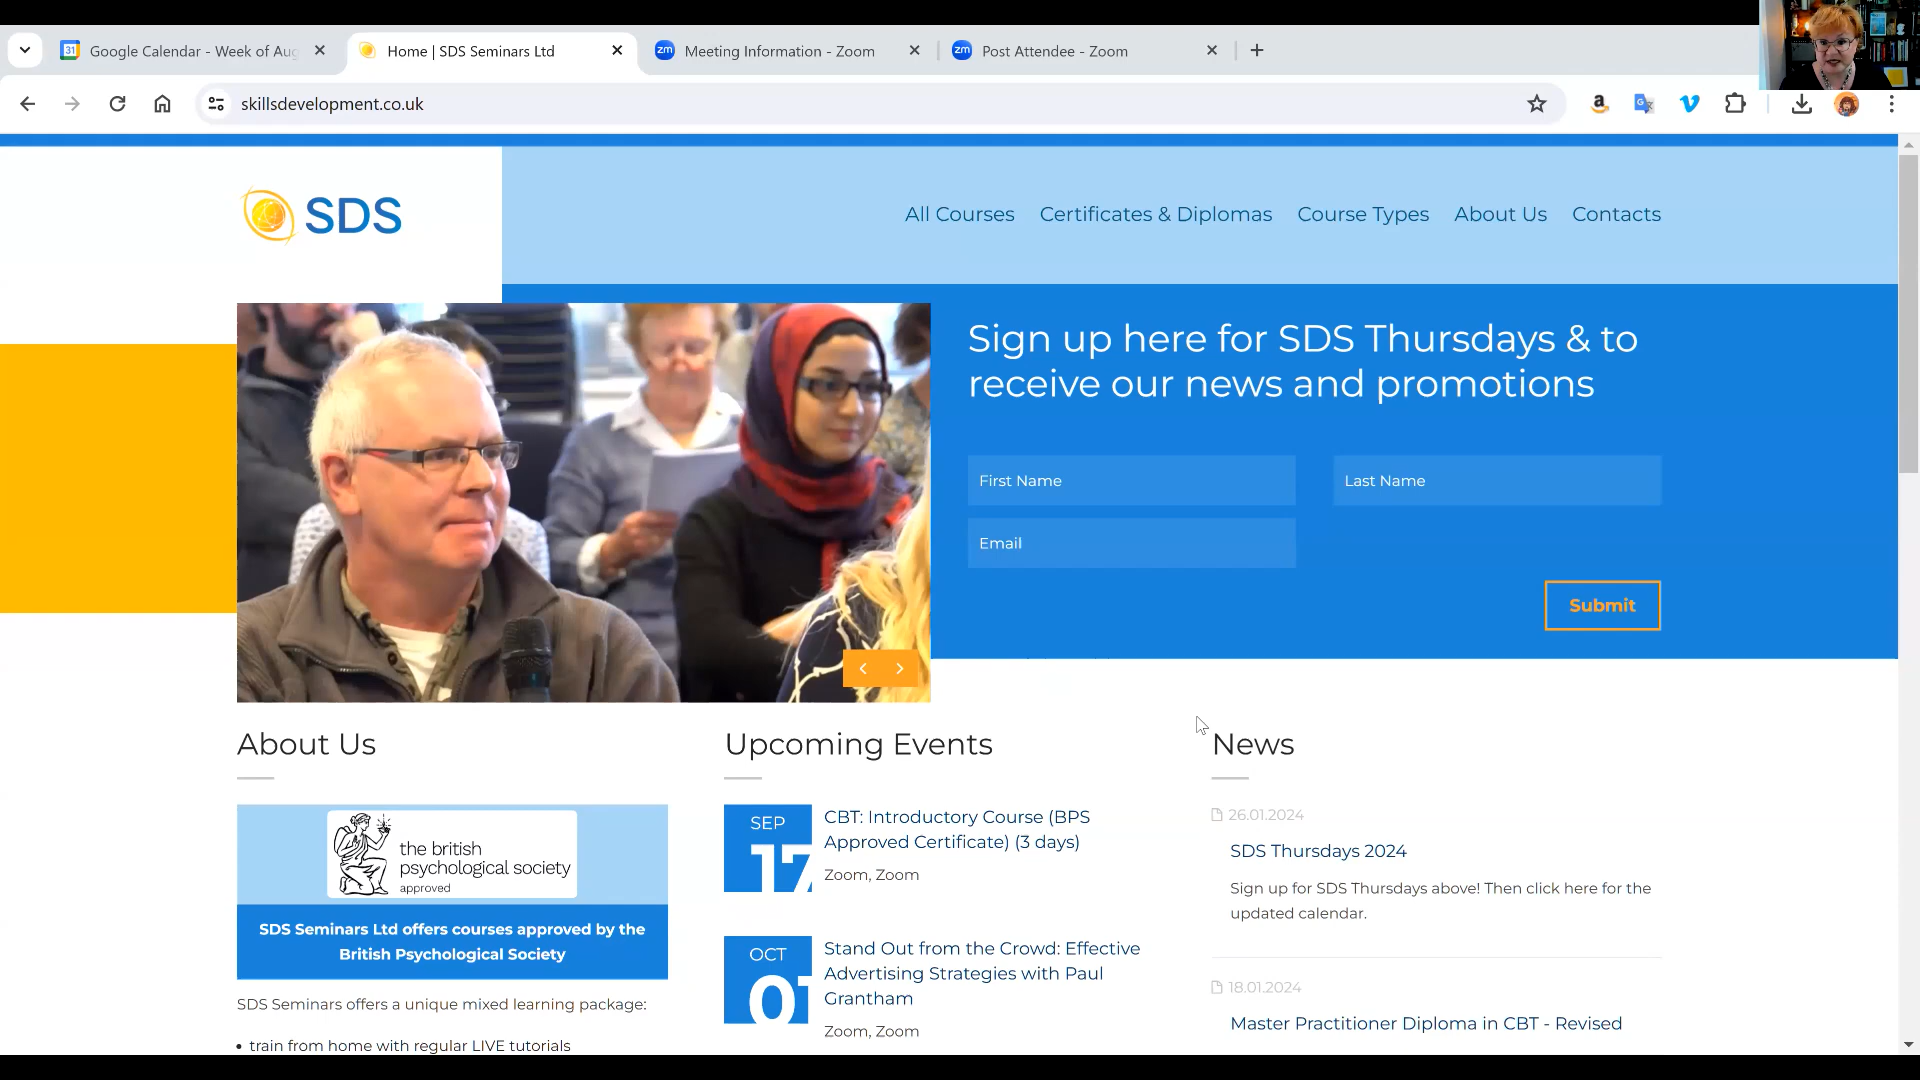 31 Google Calendar - Week of Aug
Home | SDS Seminars Ltd
zm Meeting Information - Zoom
zm Post Attendee - Zoom
skillsdevelopment.co.uk
SDS
All Courses Certificates & Diplomas Course Types About Us Contacts
Sign up here for SDS Thursdays & to
receive our news and promotions
First Name Last Name
Email
Submit
About Us
the british
psychological society
approved
SDS Seminars Ltd offers courses approved by the
British Psychological Society
SDS Seminars offers a unique mixed learning package:
• train from home with regular LIVE tutorials
Upcoming Events
SEP
17
CBT: Introductory Course (BPS
Approved Certificate) (3 days)
Zoom, Zoom
OCT
01
Stand Out from the Crowd: Effective
Advertising Strategies with Paul
Grantham
Zoom, Zoom
News
26.01.2024
SDS Thursdays 2024
Sign up for SDS Thursdays above! Then click here for the
updated calendar.
18.01.2024
Master Practitioner Diploma in CBT - Revised